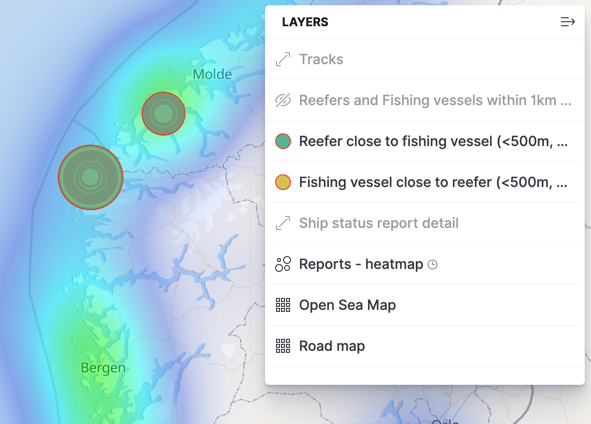 LAYERS
Tracks
Molde
Reefers and Fishing vessels within 1km ...
Reefer close to fishing vessel (<500m, ...
Fishing vessel close to reefer (<500m, ...
Ship status report detail
Reports - heatmap
Open Sea Map
Road map
Bergen
Oslo